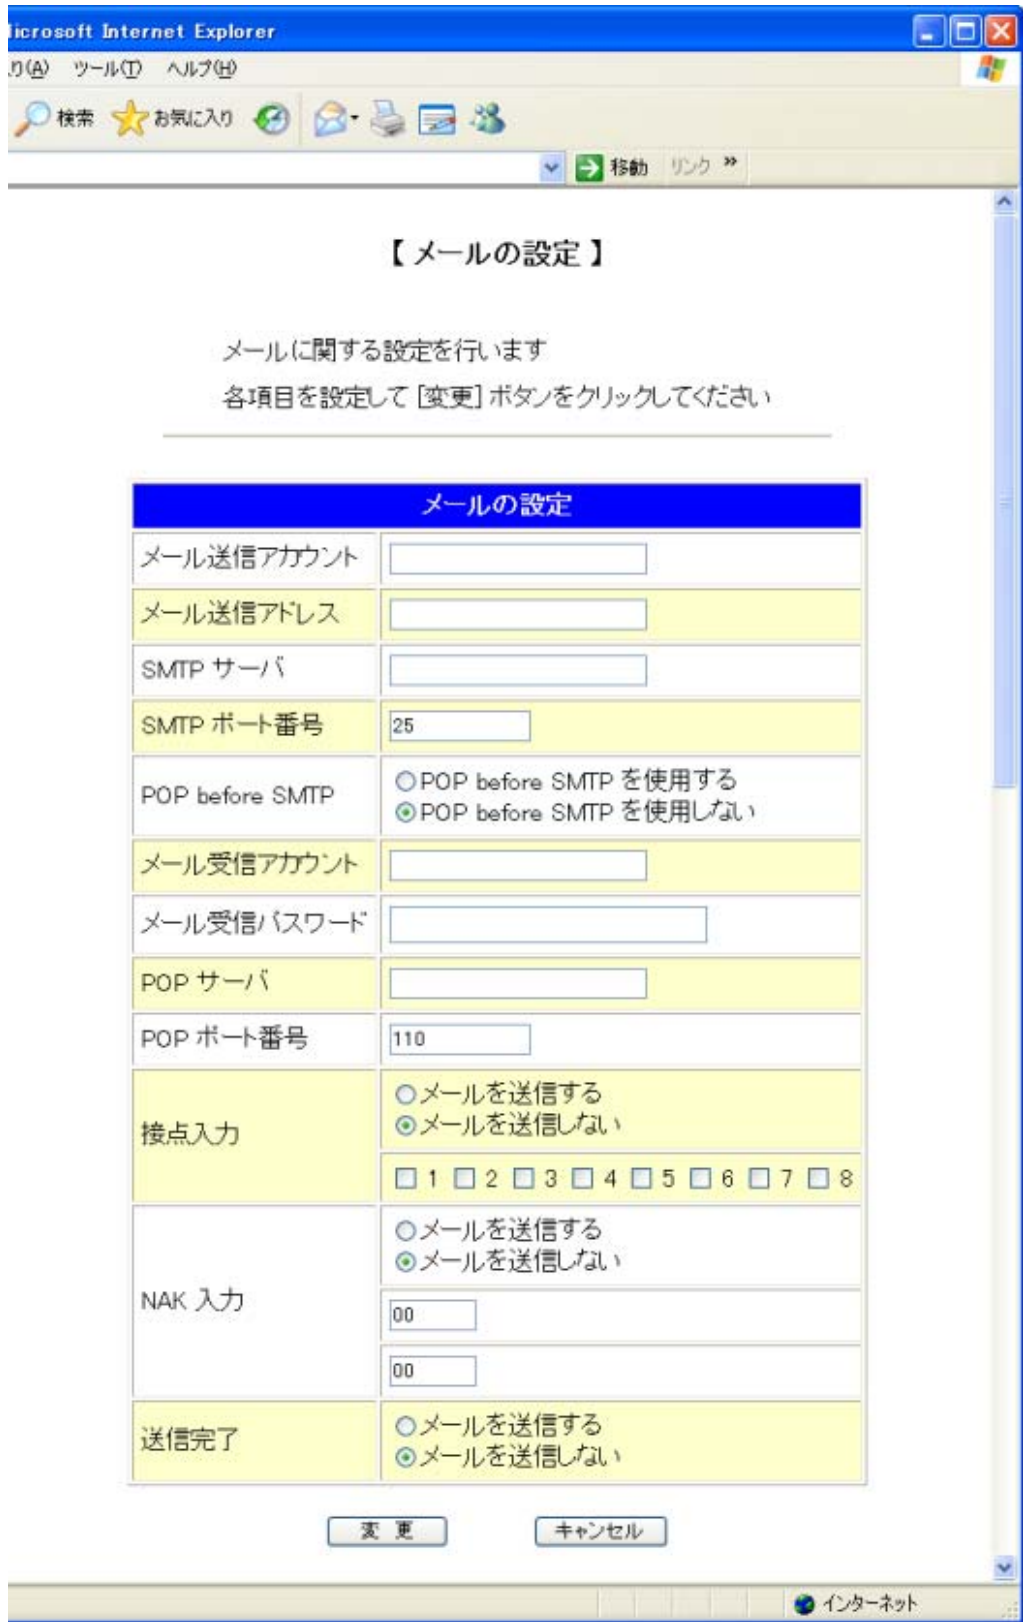 Microsoft Internet Explorer
り(A) ツール(T) ヘルプ(H)
検索 お気に入り
移動 リンク »
【 メールの設定 】
メールに関する設定を行います
各項目を設定して [変更] ボタンをクリックしてください
メールの設定
メール送信アカウント
メール送信アドレス
SMTP サーバ
SMTP ポート番号 25
POP before SMTP
POP before SMTP を使用する
POP before SMTP を使用しない
メール受信アカウント
メール受信パスワード
POP サーバ
POP ポート番号 110
接点入力
メールを送信する
メールを送信しない
1 2 3 4 5 6 7 8
NAK 入力
メールを送信する
メールを送信しない
00
00
送信完了
メールを送信する
メールを送信しない
変 更 キャンセル
インターネット